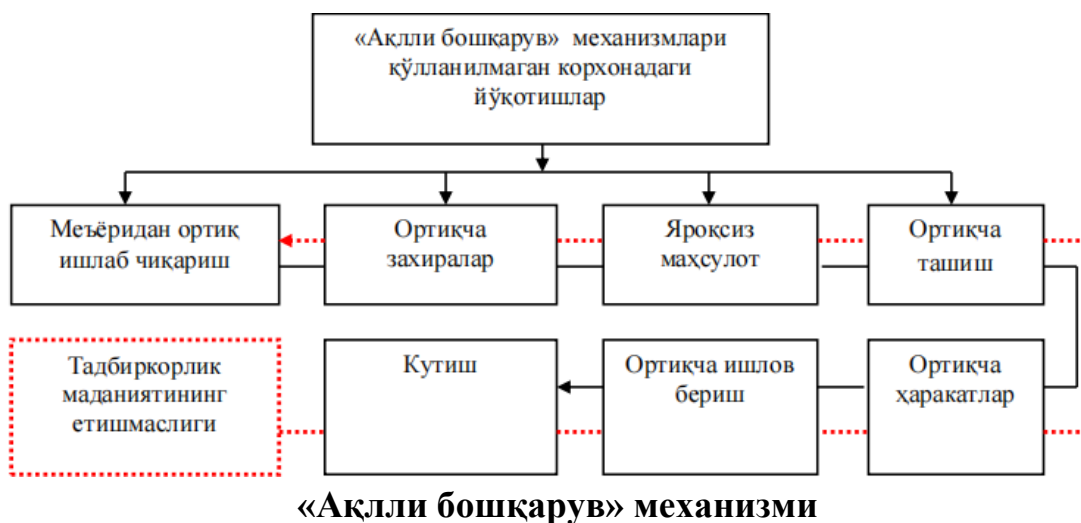 «Ақлли бошқарув» механизмлари
қўлланилмаган корхонадаги
йўқотишлар
Меъёридан ортиқ
ишлаб чиқариш
Ортиқча
захиралар
Яроқсиз
маҳсулот
Ортиқча
ташиш
Тадбиркорлик
маданиятининг
етишмаслиги
Кутиш
Ортиқча ишлов
бериш
Ортиқча
ҳаракатлар
«Ақлли бошқарув» механизми